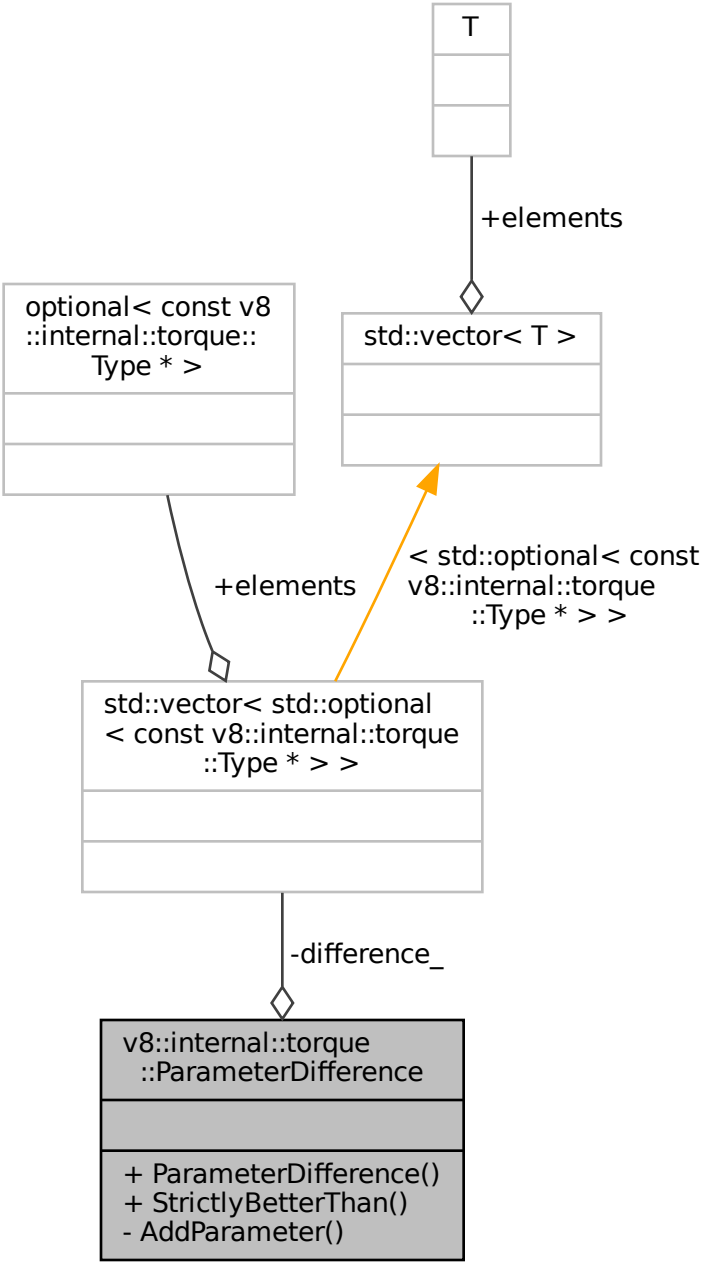 T
+elements
optional< const v8
::internal::torque::
Type * >
std::vector< T >
+elements
< std::optional< const
v8::internal::torque
::Type * > >
std::vector< std::optional
< const v8::internal::torque
::Type * > >
-difference_
v8::internal::torque
::ParameterDifference
+ ParameterDifference()
+ StrictlyBetterThan()
- AddParameter()